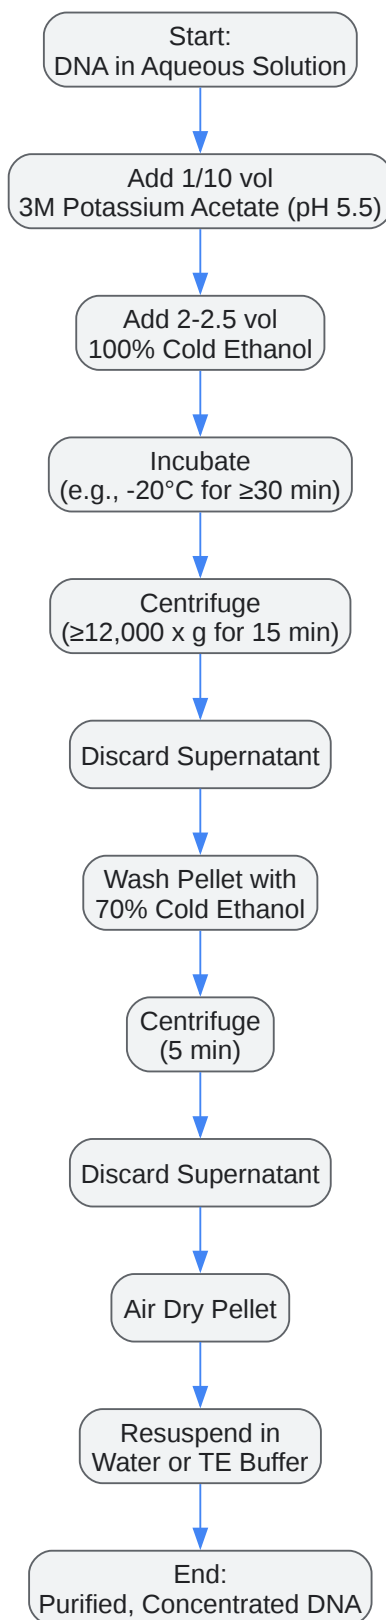 Start:
DNA in Aqueous Solution
Add 1/10 vol
3M Potassium Acetate (pH 5.5)
Add 2-2.5 vol
100% Cold Ethanol
Incubate
(e.g., -20°C for ≥30 min)
Centrifuge
(≥12,000 x g for 15 min)
Discard Supernatant
Wash Pellet with
70% Cold Ethanol
Centrifuge
(5 min)
Discard Supernatant
Air Dry Pellet
Resuspend in
Water or TE Buffer
End:
Purified, Concentrated DNA